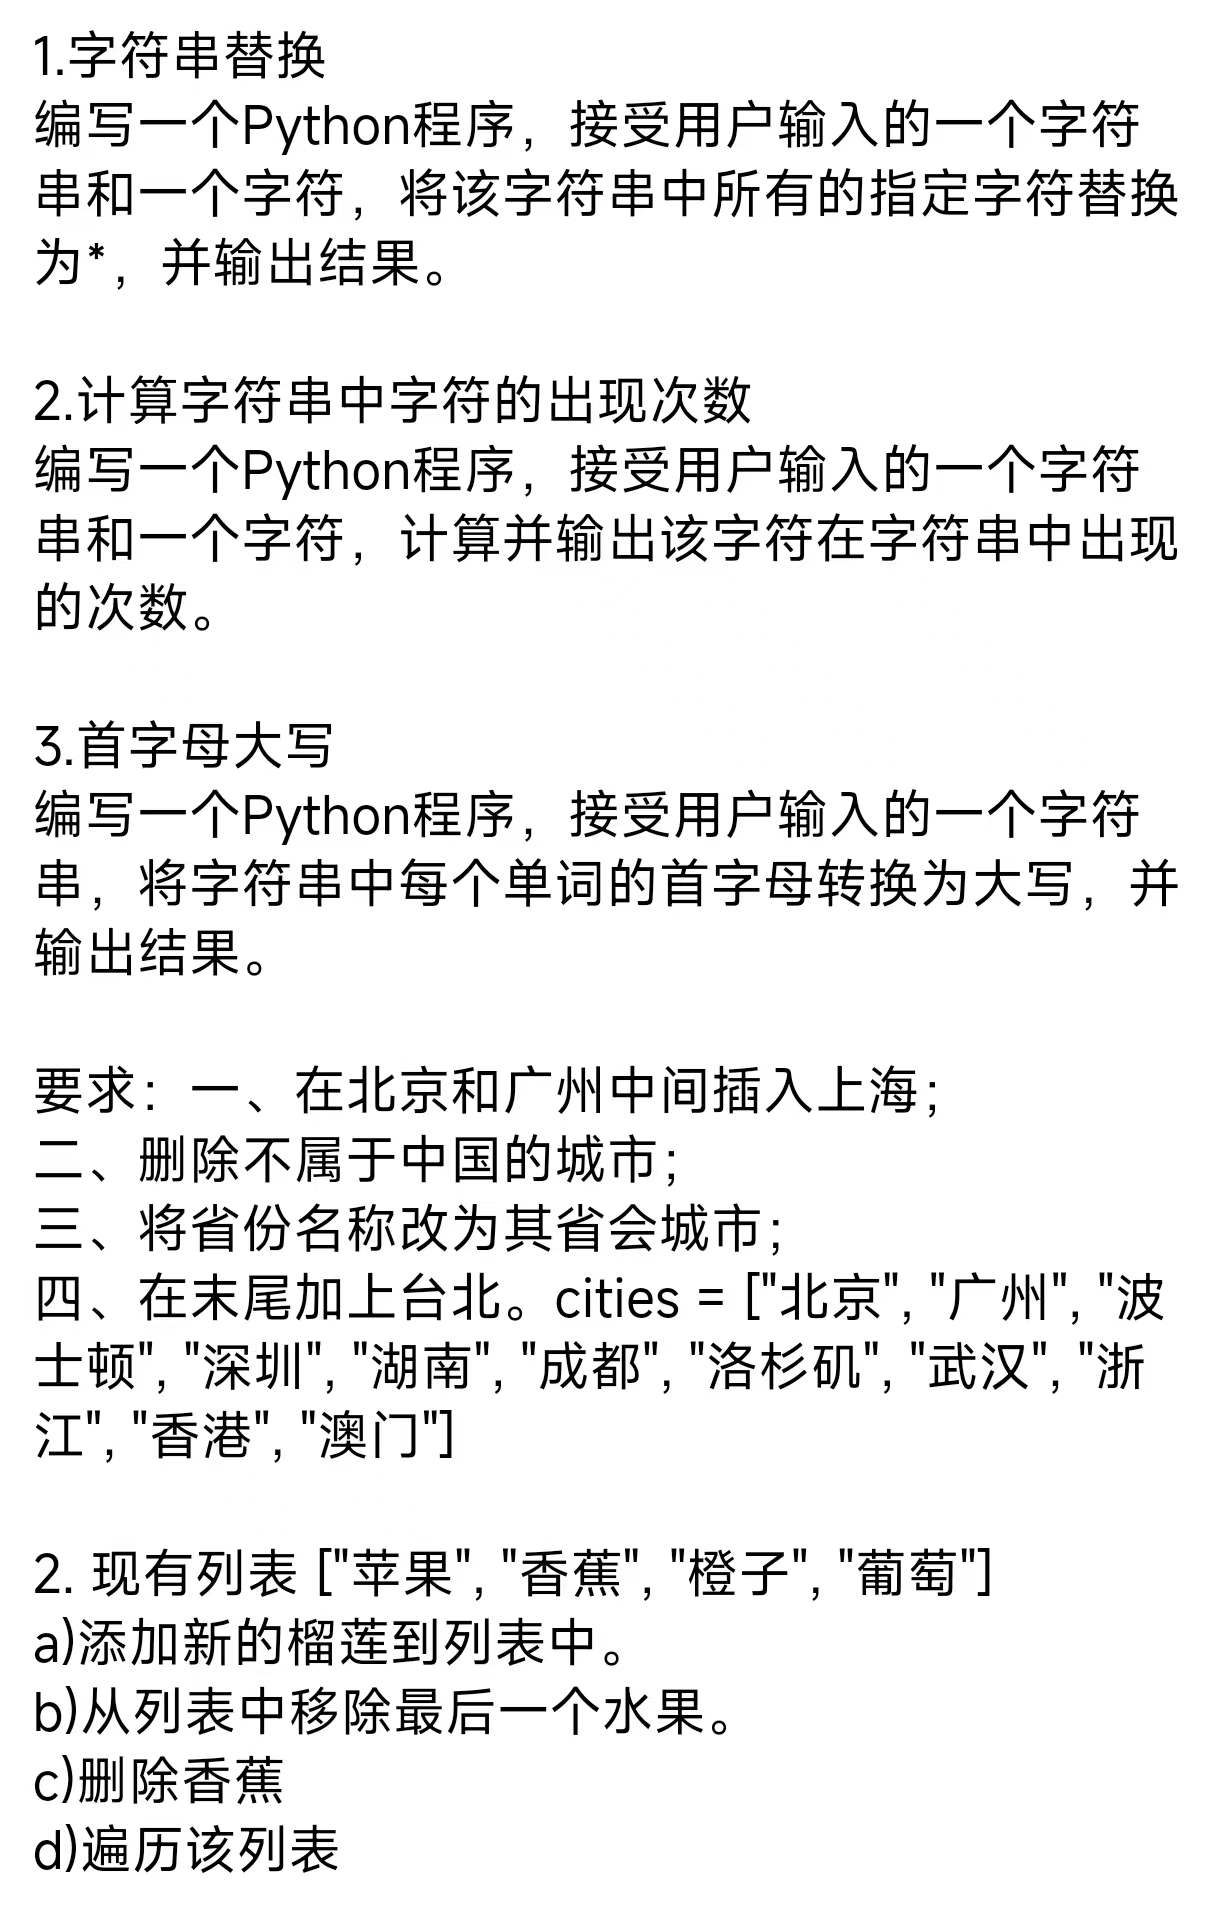 1.字符串替换
编写一个Python程序，接受用户输入的一个字符
串和一个字符，将该字符串中所有的指定字符替换
为*，并输出结果。
2.计算字符串中字符的出现次数
编写一个Python程序，接受用户输入的一个字符
串和一个字符，计算并输出该字符在字符串中出现
的次数。
3.首字母大写
编写一个Python程序，接受用户输入的一个字符
串，将字符串中每个单词的首字母转换为大写，并
输出结果。
要求：一、在北京和广州中间插入上海；
二、删除不属于中国的城市；
三、将省份名称改为其省会城市；
四、在末尾加上台北。cities = ["北京", "广州", "波
士顿", "深圳", "湖南", "成都", "洛杉矶", "武汉", "浙
江", "香港", "澳门"]
2. 现有列表 ["苹果", "香蕉", "橙子", "葡萄"]
a)添加新的榴莲到列表中。
b)从列表中移除最后一个水果。
c)删除香蕉
d)遍历该列表